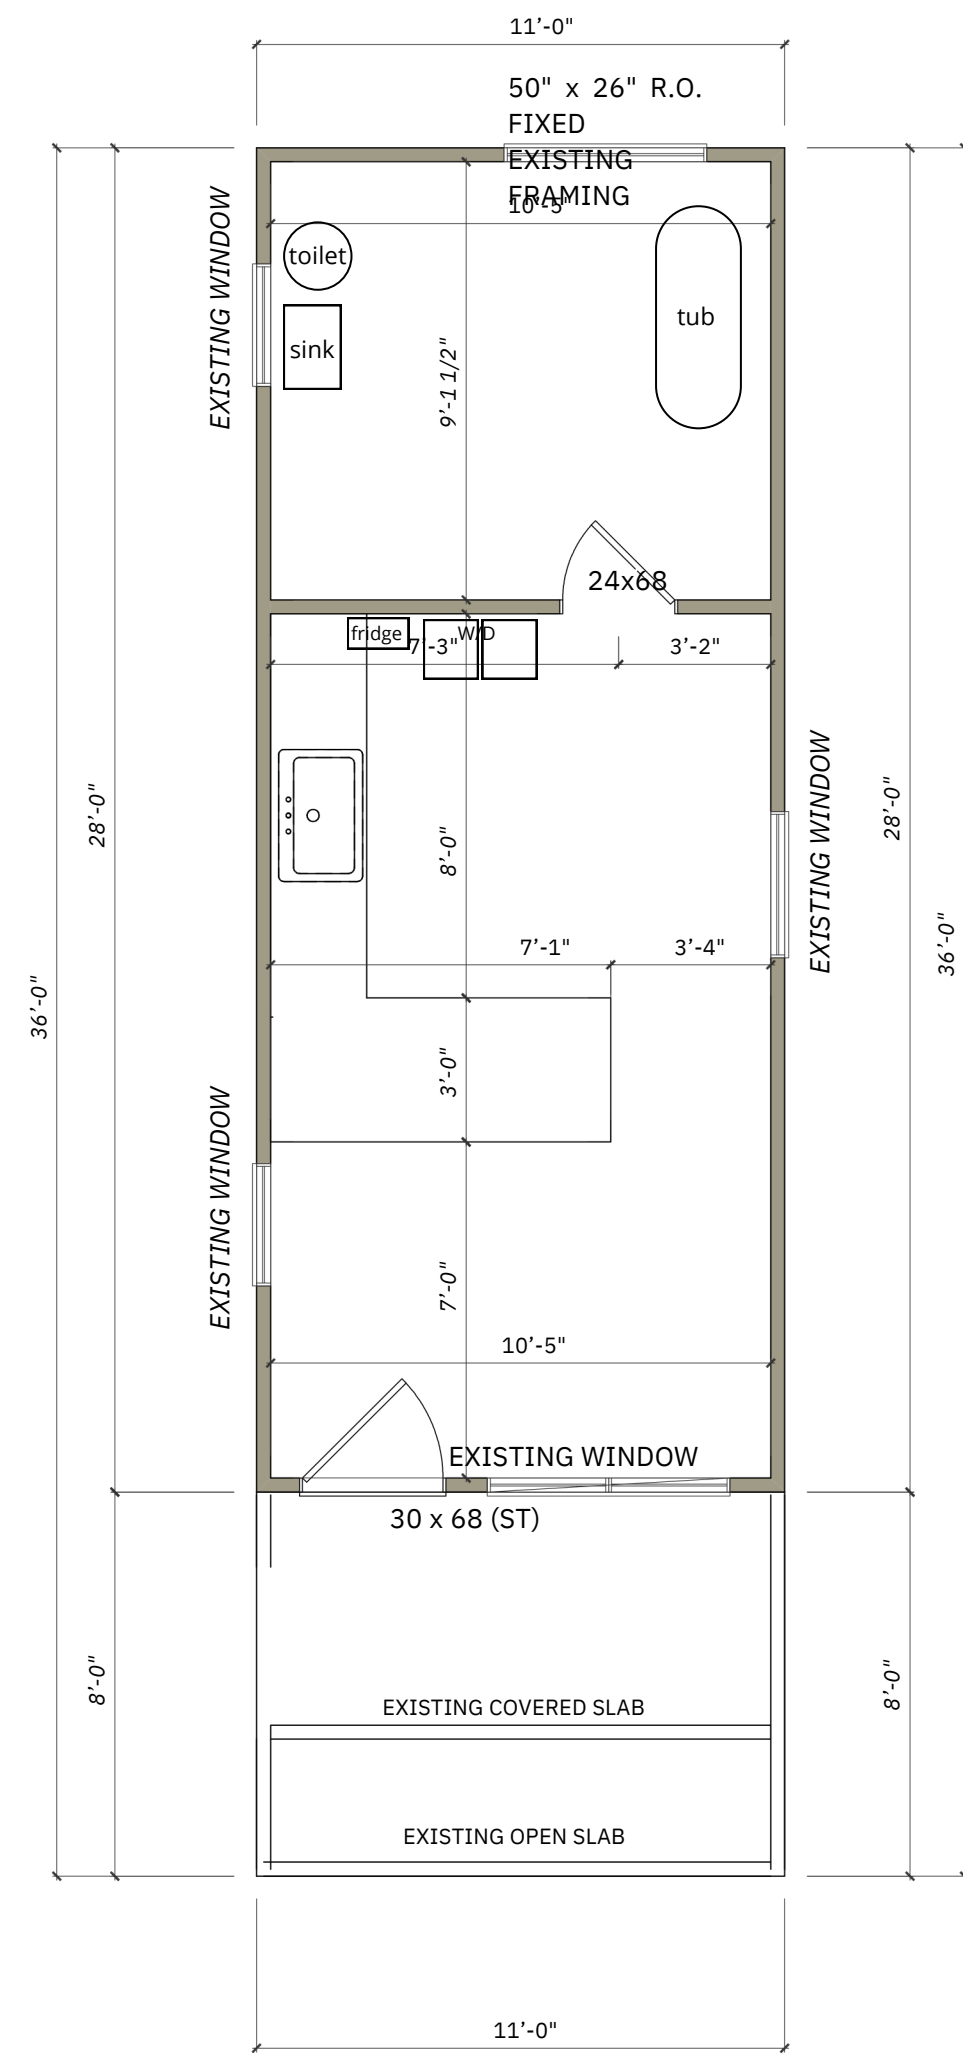 11’-0"
50" x 26" R.O.
FIXED
EXISTING
FRAMING
10’-5"
EXISTING WINDOW
toilet
tub
sink
9’-1 1/2"
24x68
fridge
W/D
7’-3"
3’-2"
28’-0"
8’-0"
EXISTING WINDOW
28’-0"
36’-0"
36’-0"
7’-1"
3’-4"
3’-0"
EXISTING WINDOW
7’-0"
10’-5"
EXISTING WINDOW
30 x 68 (ST)
8’-0"
8’-0"
EXISTING COVERED SLAB
EXISTING OPEN SLAB
11’-0"